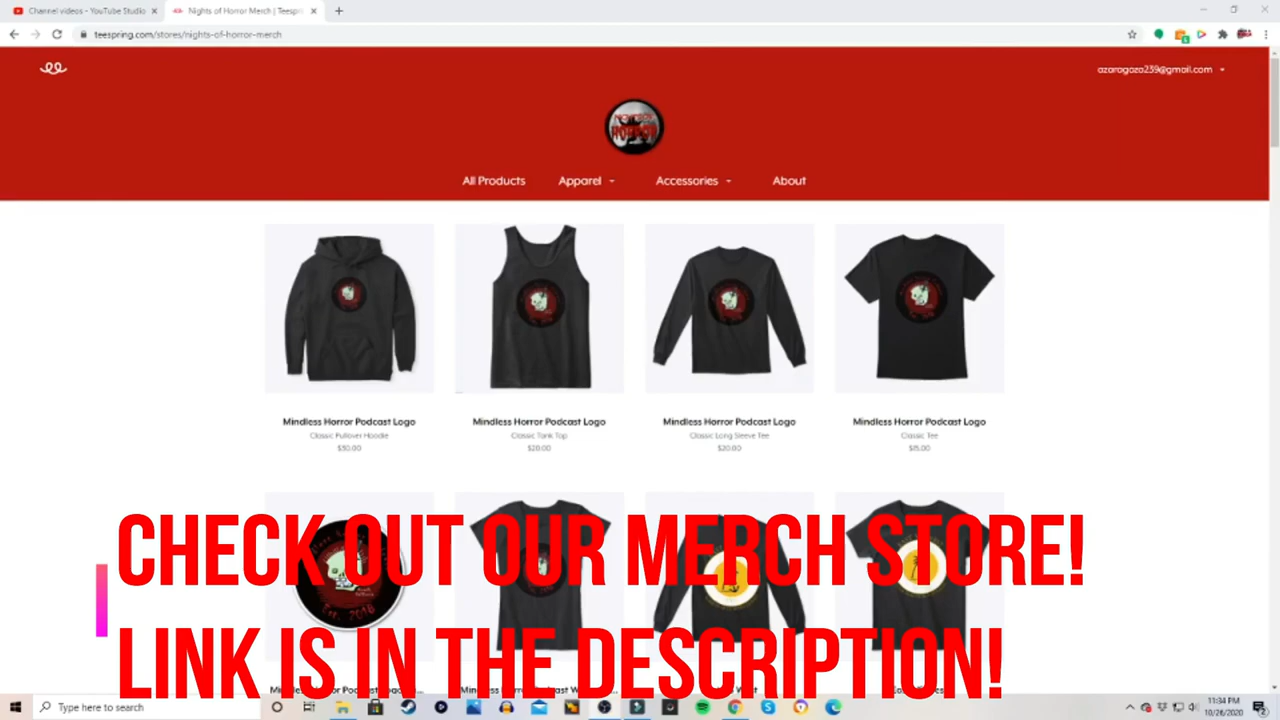 Channel videos - YouTube Studio
Nights of Horror Merch | Teespri
teespring.com/stores/nights-of-horror-merch
azaragoza239@gmail.com
HORROR
All Products
Apparel
Accessories
About
Mindless Horror Podcast Logo
Classic Pullover Hoodie
$30.00
Mindless Horror Podcast Logo
Classic Tank Top
$20.00
Mindless Horror Podcast Logo
Classic Long Sleeve Tee
$20.00
Mindless Horror Podcast Logo
Classic Tee
$15.00
CHECK OUT OUR MERCH STORE!
Est. 2018
LINK IS IN THE DESCRIPTION!
Type here to search
11:34 PM
10/26/2020